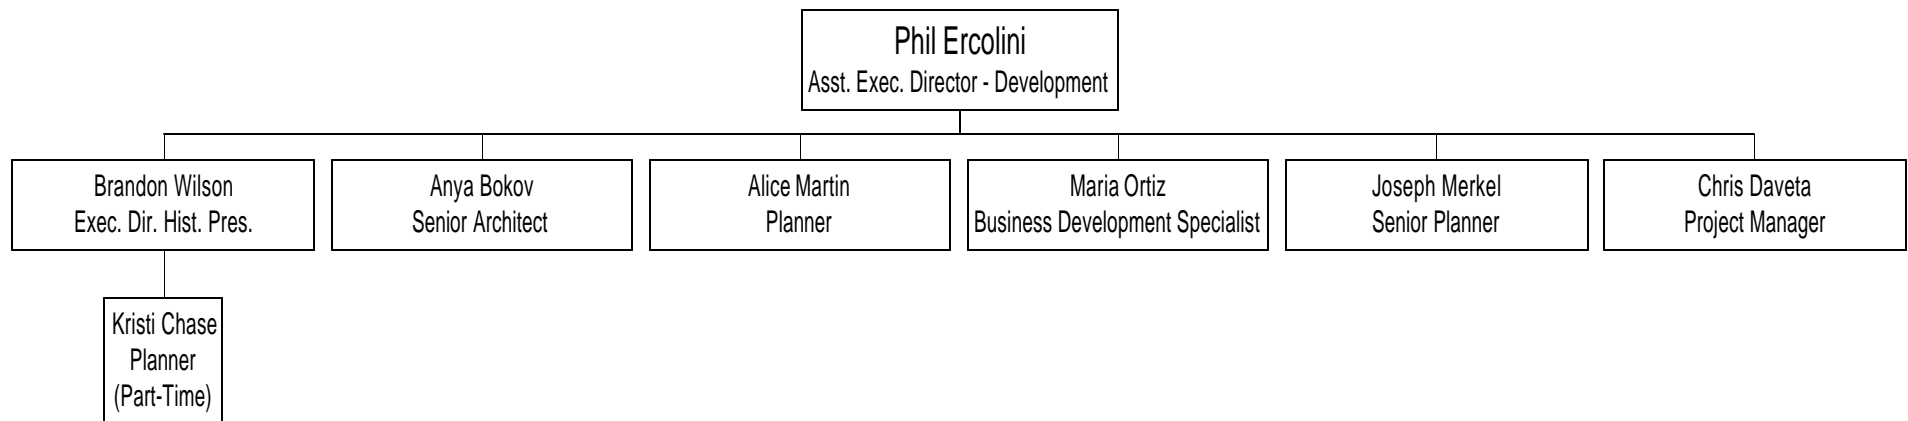 Phil Ercolini
Asst. Exec. Director - Development
Brandon Wilson
Exec. Dir. Hist. Pres.
Anya Bokov
Senior Architect
Alice Martin
Planner
Maria Ortiz
Business Development Specialist
Joseph Merkel
Senior Planner
Chris Daveta
Project Manager
Kristi Chase
Planner
(Part-Time)